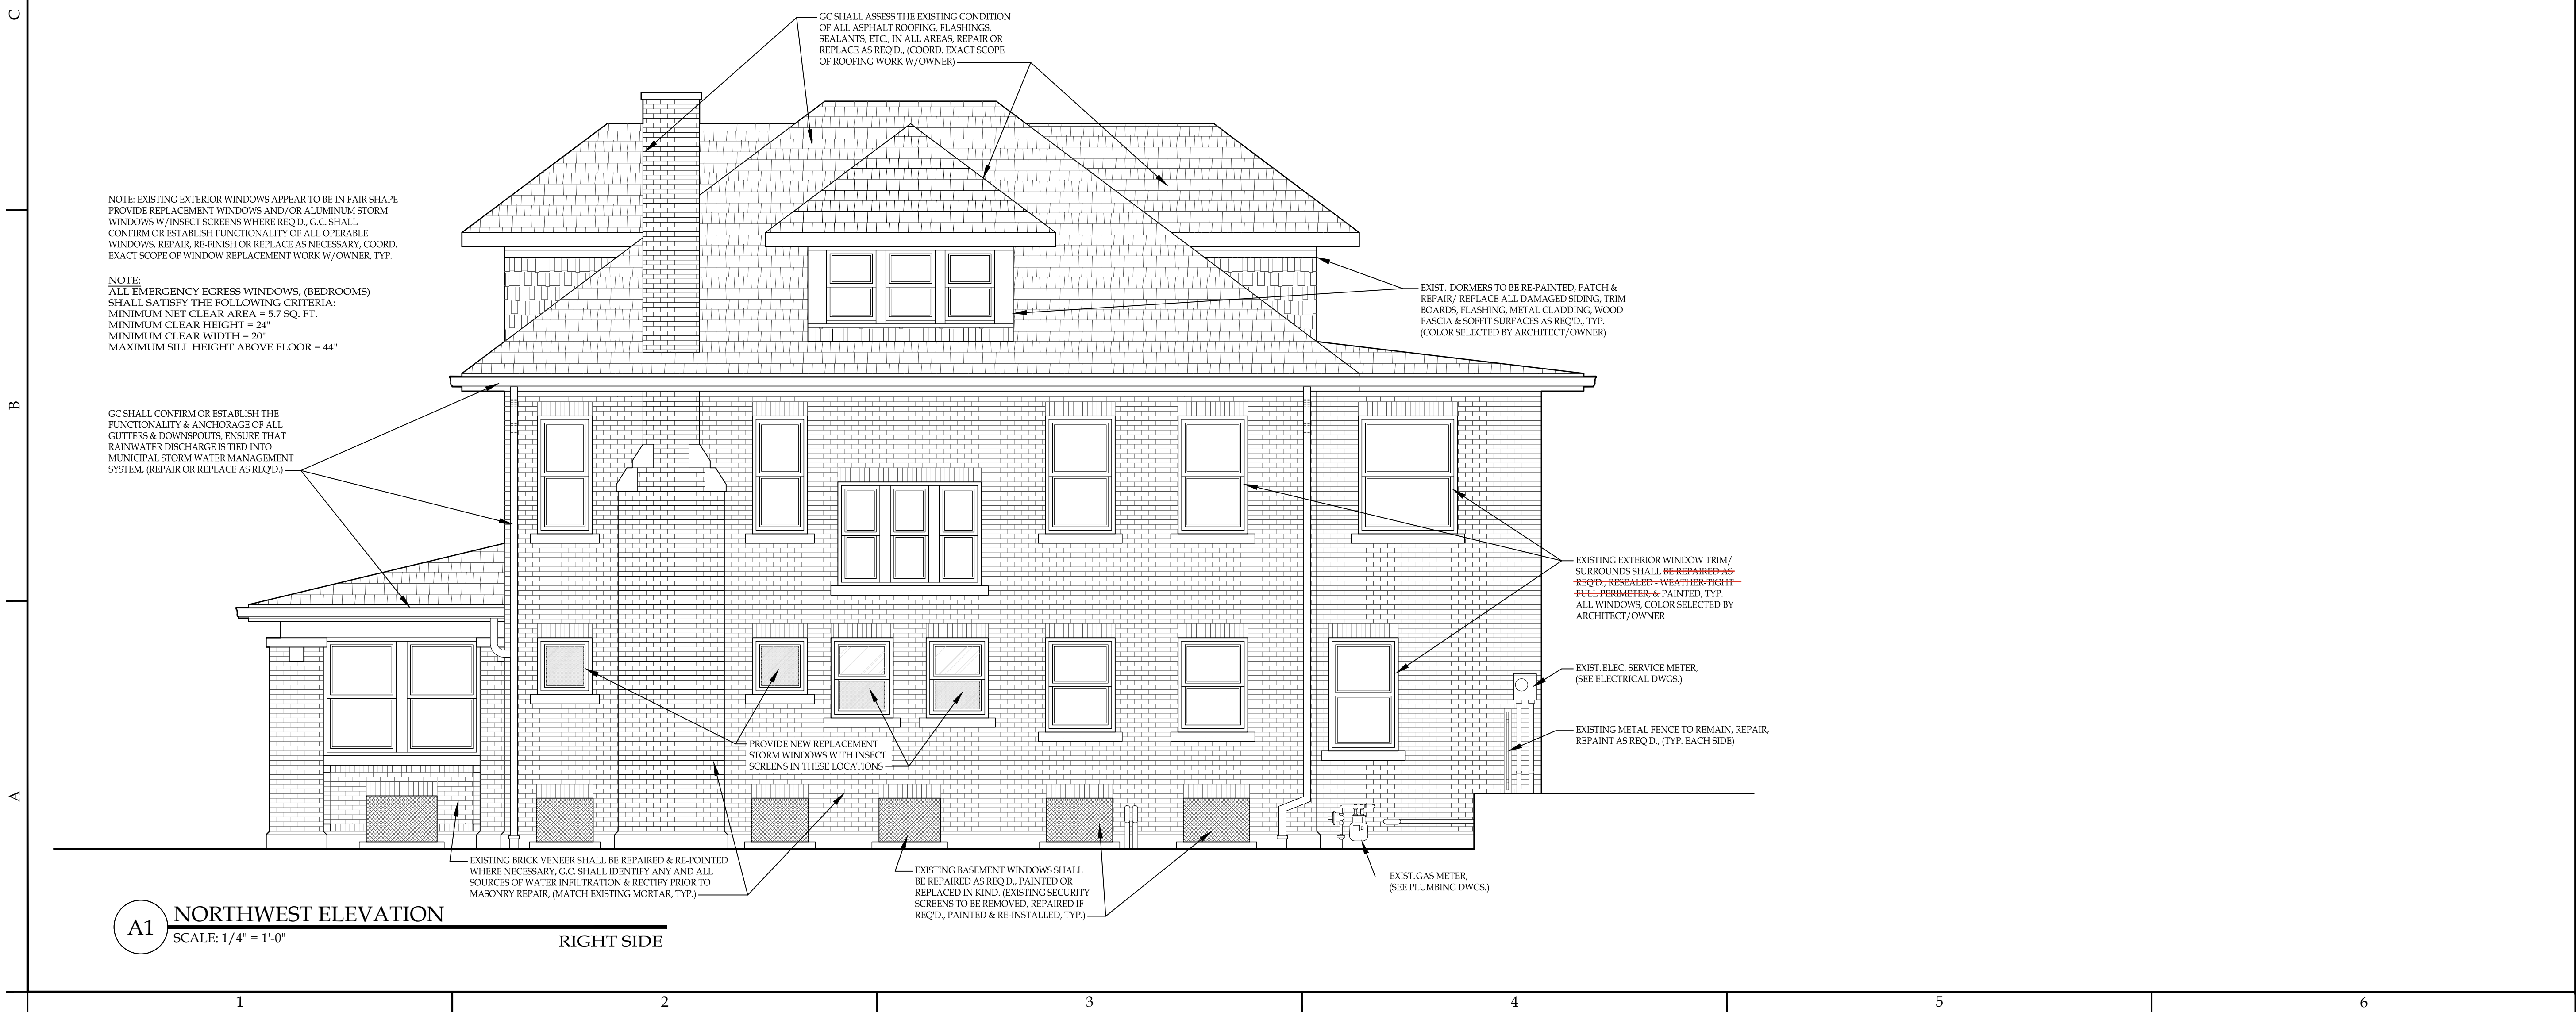 C
GC SHALL ASSESS THE EXISTING CONDITION
OF ALL ASPHALT ROOFING, FLASHINGS,
SEALANTS, ETC., IN ALL AREAS, REPAIR OR
REPLACE AS REQ'D., (COORD. EXACT SCOPE
OF ROOFING WORK W/OWNER)
NOTE: EXISTING EXTERIOR WINDOWS APPEAR TO BE IN FAIR SHAPE
PROVIDE REPLACEMENT WINDOWS AND/OR ALUMINUM STORM
WINDOWS W/INSECT SCREENS WHERE REQ'D., G.C. SHALL
CONFIRM OR ESTABLISH FUNCTIONALITY OF ALL OPERABLE
WINDOWS. REPAIR, RE-FINISH OR REPLACE AS NECESSARY, COORD.
EXACT SCOPE OF WINDOW REPLACEMENT WORK W/OWNER, TYP.
NOTE:
ALL EMERGENCY EGRESS WINDOWS, (BEDROOMS)
SHALL SATISFY THE FOLLOWING CRITERIA:
MINIMUM NET CLEAR AREA = 5.7 SQ. FT.
MINIMUM CLEAR HEIGHT = 24"
MINIMUM CLEAR WIDTH = 20"
MAXIMUM SILL HEIGHT ABOVE FLOOR = 44"
EXIST. DORMERS TO BE RE-PAINTED, PATCH &
REPAIR/ REPLACE ALL DAMAGED SIDING, TRIM
BOARDS, FLASHING, METAL CLADDING, WOOD
FASCIA & SOFFIT SURFACES AS REQ'D., TYP.
(COLOR SELECTED BY ARCHITECT/OWNER)
B
GC SHALL CONFIRM OR ESTABLISH THE
FUNCTIONALITY & ANCHORAGE OF ALL
GUTTERS & DOWNSPOUTS, ENSURE THAT
RAINWATER DISCHARGE IS TIED INTO
MUNICIPAL STORM WATER MANAGEMENT
SYSTEM, (REPAIR OR REPLACE AS REQ'D.)
EXISTING EXTERIOR WINDOW TRIM/
SURROUNDS SHALL BE REPAIRED AS
REQ'D., RESEALED - WEATHER-TIGHT
FULL PERIMETER, & PAINTED, TYP.
ALL WINDOWS, COLOR SELECTED BY
ARCHITECT/OWNER
EXIST. ELEC. SERVICE METER,
(SEE ELECTRICAL DWGS.)
EXISTING METAL FENCE TO REMAIN, REPAIR,
REPAINT AS REQ'D., (TYP. EACH SIDE)
PROVIDE NEW REPLACEMENT
STORM WINDOWS WITH INSECT
SCREENS IN THESE LOCATIONS
A
EXISTING BRICK VENEER SHALL BE REPAIRED & RE-POINTED
WHERE NECESSARY, G.C. SHALL IDENTIFY ANY AND ALL
SOURCES OF WATER INFILTRATION & RECTIFY PRIOR TO
MASONRY REPAIR, (MATCH EXISTING MORTAR, TYP.)
EXISTING BASEMENT WINDOWS SHALL
BE REPAIRED AS REQ'D., PAINTED OR
REPLACED IN KIND. (EXISTING SECURITY
SCREENS TO BE REMOVED, REPAIRED IF
REQ'D., PAINTED & RE-INSTALLED, TYP.)
EXIST. GAS METER,
(SEE PLUMBING DWGS.)
A1
NORTHWEST ELEVATION
SCALE: 1/4" = 1'-0"
RIGHT SIDE
1 2 3 4 5 6